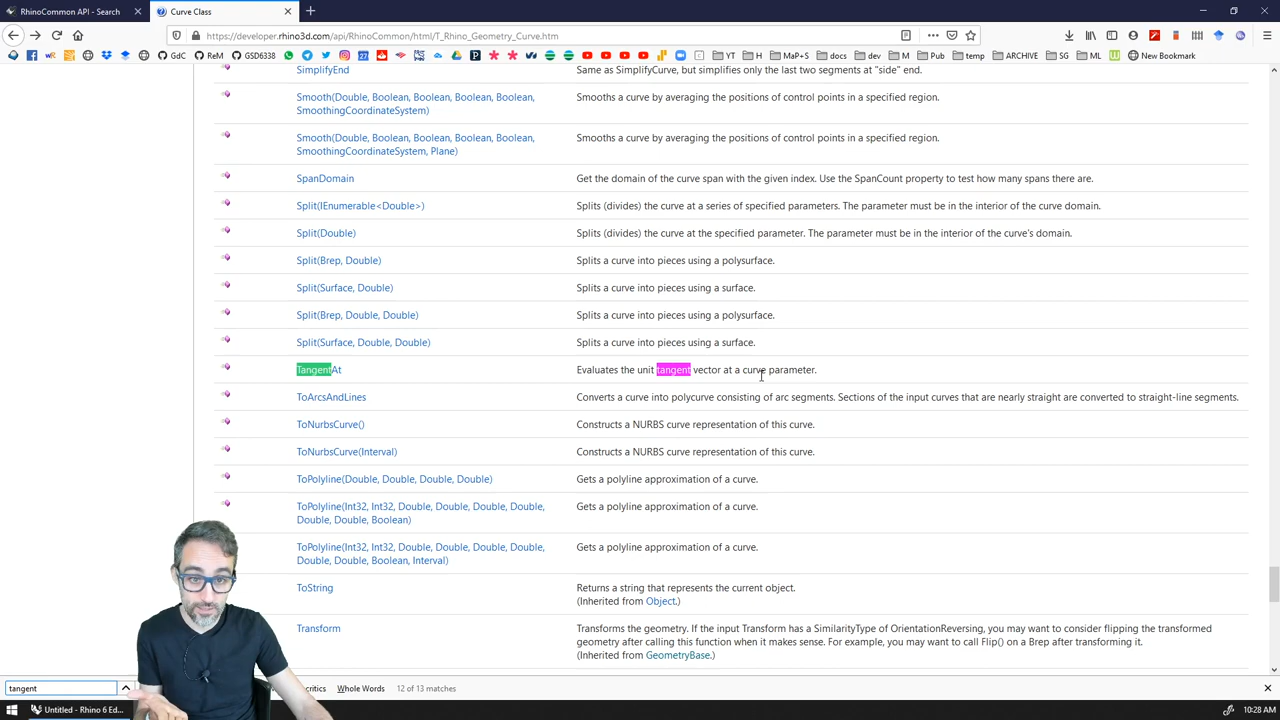 RhinoCommon API - Search
Curve Class
https://developer.rhino3d.com/api/RhinoCommon/html/T_Rhino_Geometry_Curve.htm
GdC ReM GSD6338 YT H MaP+S docs dev Pub temp ARCHIVE SG ML New Bookmark
SimplifyEnd Same as SimplifyCurve, but simplifies only the last two segments at "side" end.
Smooth(Double, Boolean, Boolean, Boolean, Boolean, Smooths a curve by averaging the positions of control points in a specified region.
SmoothingCoordinateSystem)
Smooth(Double, Boolean, Boolean, Boolean, Boolean, Smooths a curve by averaging the positions of control points in a specified region.
SmoothingCoordinateSystem, Plane)
SpanDomain Get the domain of the curve span with the given index. Use the SpanCount property to test how many spans there are.
Split(IEnumerable<Double>) Splits (divides) the curve at a series of specified parameters. The parameter must be in the interior of the curve domain.
Split(Double) Splits (divides) the curve at the specified parameter. The parameter must be in the interior of the curve's domain.
Split(Brep, Double) Splits a curve into pieces using a polysurface.
Split(Surface, Double) Splits a curve into pieces using a surface.
Split(Brep, Double, Double) Splits a curve into pieces using a polysurface.
Split(Surface, Double, Double) Splits a curve into pieces using a surface.
TangentAt Evaluates the unit tangent vector at a curve parameter.
ToArcsAndLines Converts a curve into polycurve consisting of arc segments. Sections of the input curves that are nearly straight are converted to straight-line segments.
ToNurbsCurve() Constructs a NURBS curve representation of this curve.
ToNurbsCurve(Interval) Constructs a NURBS curve representation of this curve.
ToPolyline(Double, Double, Double, Double) Gets a polyline approximation of a curve.
ToPolyline(Int32, Int32, Double, Double, Double, Double, Gets a polyline approximation of a curve.
Double, Double, Boolean)
ToPolyline(Int32, Int32, Double, Double, Double, Double, Gets a polyline approximation of a curve.
Double, Double, Boolean, Interval)
ToString Returns a string that represents the current object.
(Inherited from Object.)
Transform Transforms the geometry. If the input Transform has a SimilarityType of OrientationReversing, you may want to consider flipping the transformed
geometry after calling this function when it makes sense. For example, you may want to call Flip() on a Brep after transforming it.
(Inherited from GeometryBase.)
tangent Whole Words 12 of 13 matches
Untitled - Rhino 6 Ed... 10:28 AM